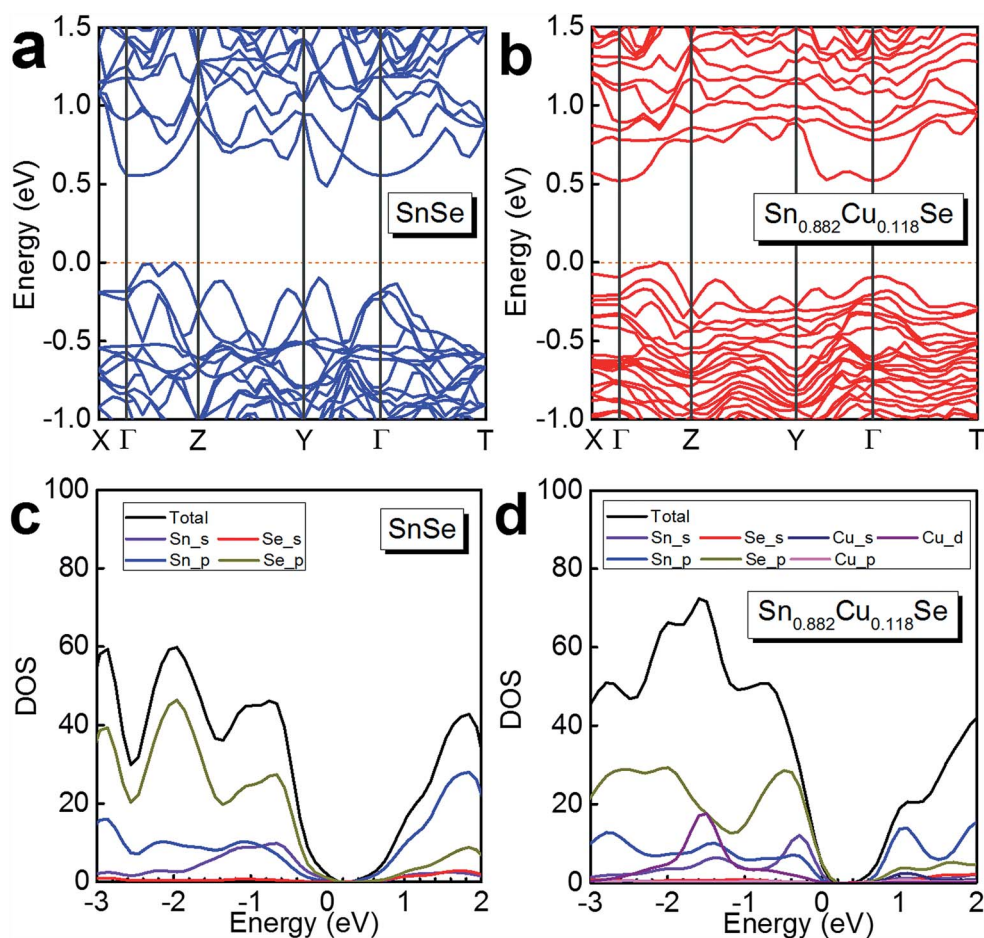 a
1.5
1.0
0.5
0.0
-0.5
-1.0
Energy (eV)
SnSe
X Γ Z Y Γ T
b
1.5
1.0
0.5
0.0
-0.5
-1.0
Energy (eV)
Sn0.882Cu0.118Se
X Γ Z Y Γ T
c
100
80
60
40
20
0
DOS
Total
Sn_s Se_s
Sn_p Se_p
SnSe
-3 -2 -1 0 1 2
Energy (eV)
d
100
80
60
40
20
0
DOS
Total
Sn_s Se_s Cu_s Cu_d
Sn_p Se_p Cu_p
Sn0.882Cu0.118Se
-3 -2 -1 0 1 2
Energy (eV)